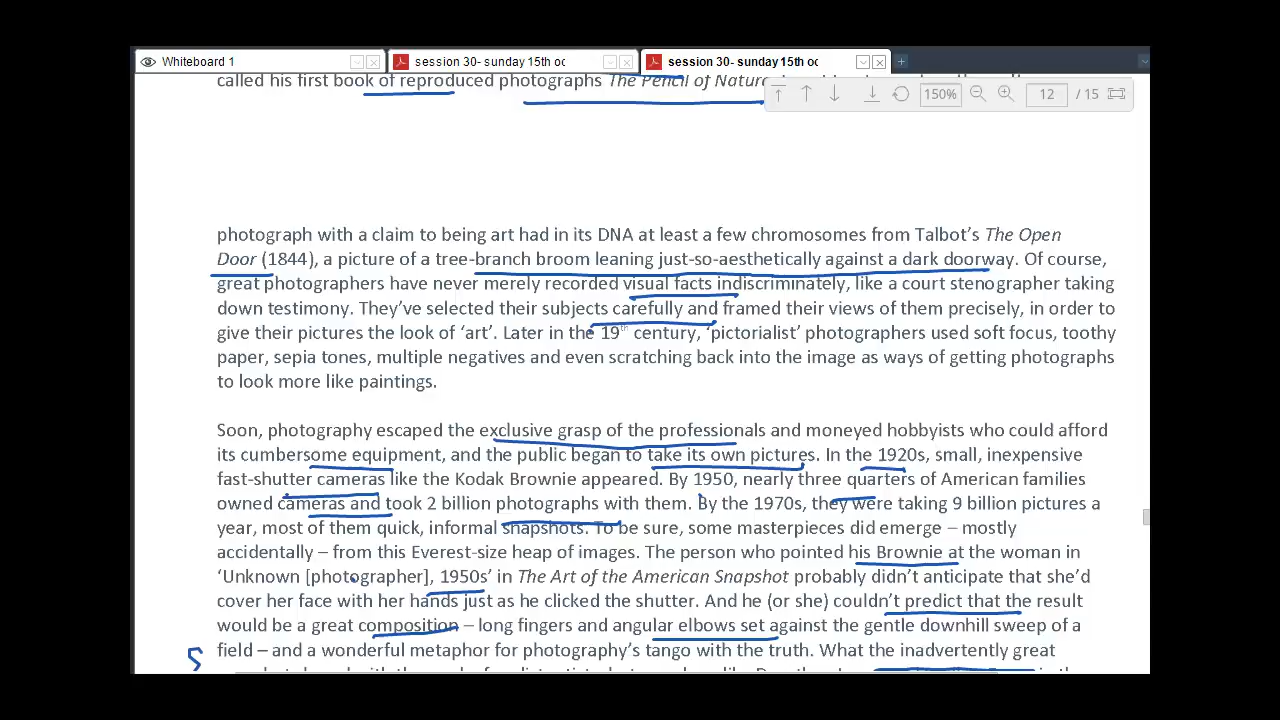 Whiteboard 1
session 30- sunday 15th oc
session 30- sunday 15th oc
called his first book of reproduced photographs The Pencil of Nature
150%
12 / 15
photograph with a claim to being art had in its DNA at least a few chromosomes from Talbot’s The Open
Door (1844), a picture of a tree-branch broom leaning just-so-aesthetically against a dark doorway. Of course,
great photographers have never merely recorded visual facts indiscriminately, like a court stenographer taking
down testimony. They’ve selected their subjects carefully and framed their views of them precisely, in order to
give their pictures the look of ‘art’. Later in the 19th century, ‘pictorialist’ photographers used soft focus, toothy
paper, sepia tones, multiple negatives and even scratching back into the image as ways of getting photographs
to look more like paintings.
Soon, photography escaped the exclusive grasp of the professionals and moneyed hobbyists who could afford
its cumbersome equipment, and the public began to take its own pictures. In the 1920s, small, inexpensive
fast-shutter cameras like the Kodak Brownie appeared. By 1950, nearly three quarters of American families
owned cameras and took 2 billion photographs with them. By the 1970s, they were taking 9 billion pictures a
year, most of them quick, informal snapshots. To be sure, some masterpieces did emerge – mostly
accidentally – from this Everest-size heap of images. The person who pointed his Brownie at the woman in
‘Unknown [photographer], 1950s’ in The Art of the American Snapshot probably didn’t anticipate that she’d
cover her face with her hands just as he clicked the shutter. And he (or she) couldn’t predict that the result
would be a great composition – long fingers and angular elbows set against the gentle downhill sweep of a
field – and a wonderful metaphor for photography’s tango with the truth. What the inadvertently great
5